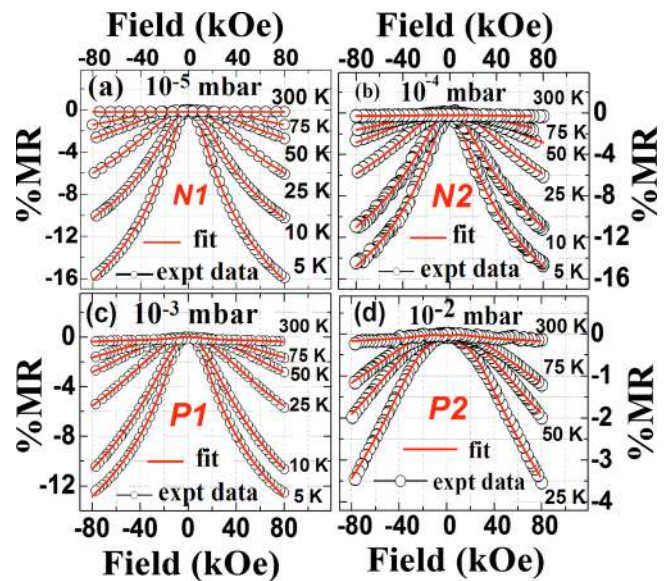 Field (kOe)
Field (kOe)
-80 -40 0 40 80
-80 -40 0 40 80
(a)
10-5 mbar
300 K
75 K
50 K
25 K
10 K
5 K
N1
fit
expt data
%MR
0
-4
-8
-12
-16
(b)
10-4 mbar
300 K
75 K
50 K
25 K
10 K
5 K
N2
fit
expt data
0
-4
-8
-12
-16
%MR
(c)
10-3 mbar
300 K
75 K
50 K
25 K
10 K
5 K
P1
fit
expt data
%MR
0
-4
-8
-12
(d)
10-2 mbar
300 K
75 K
50 K
25 K
P2
fit
expt data
0
-1
-2
-3
-4
%MR
-80 -40 0 40 80
-80 -40 0 40 80
Field (kOe)
Field (kOe)